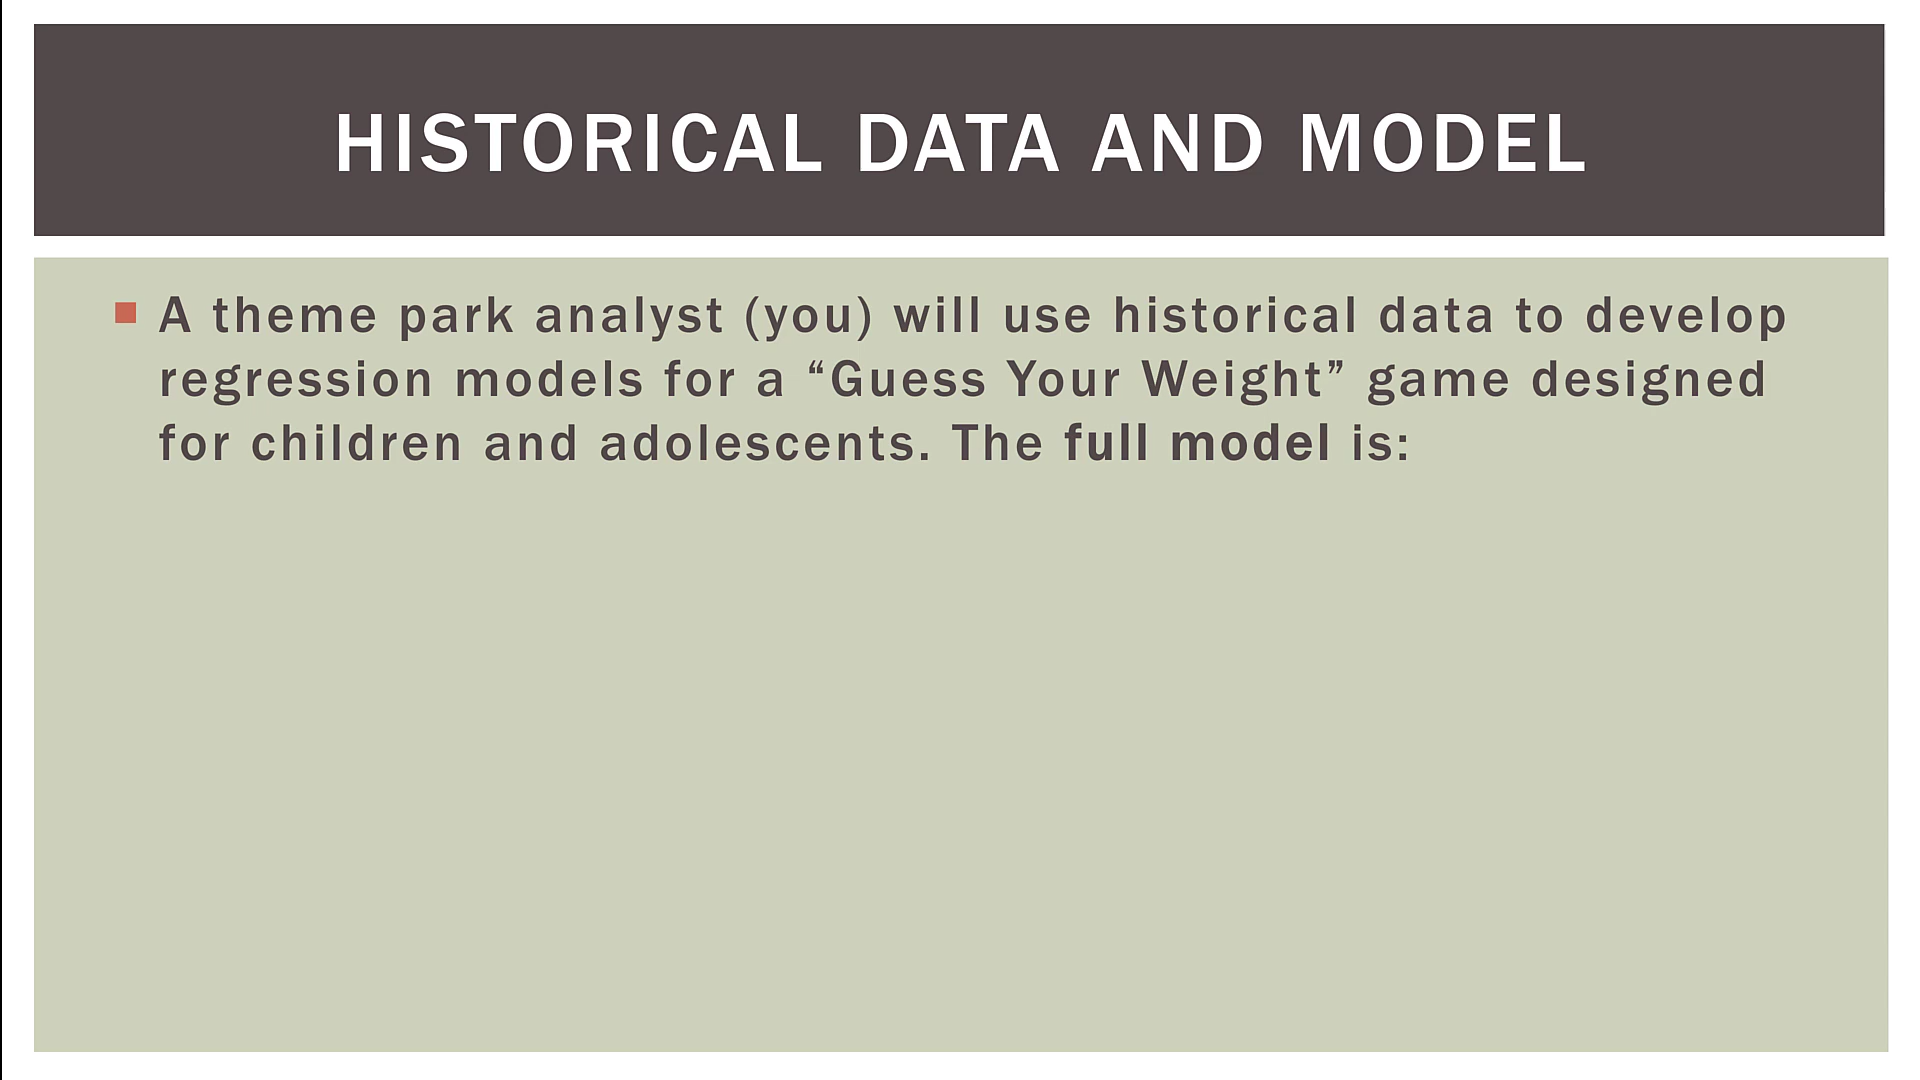 HISTORICAL DATA AND MODEL
A theme park analyst (you) will use historical data to develop
regression models for a “Guess Your Weight” game designed
for children and adolescents. The full model is: